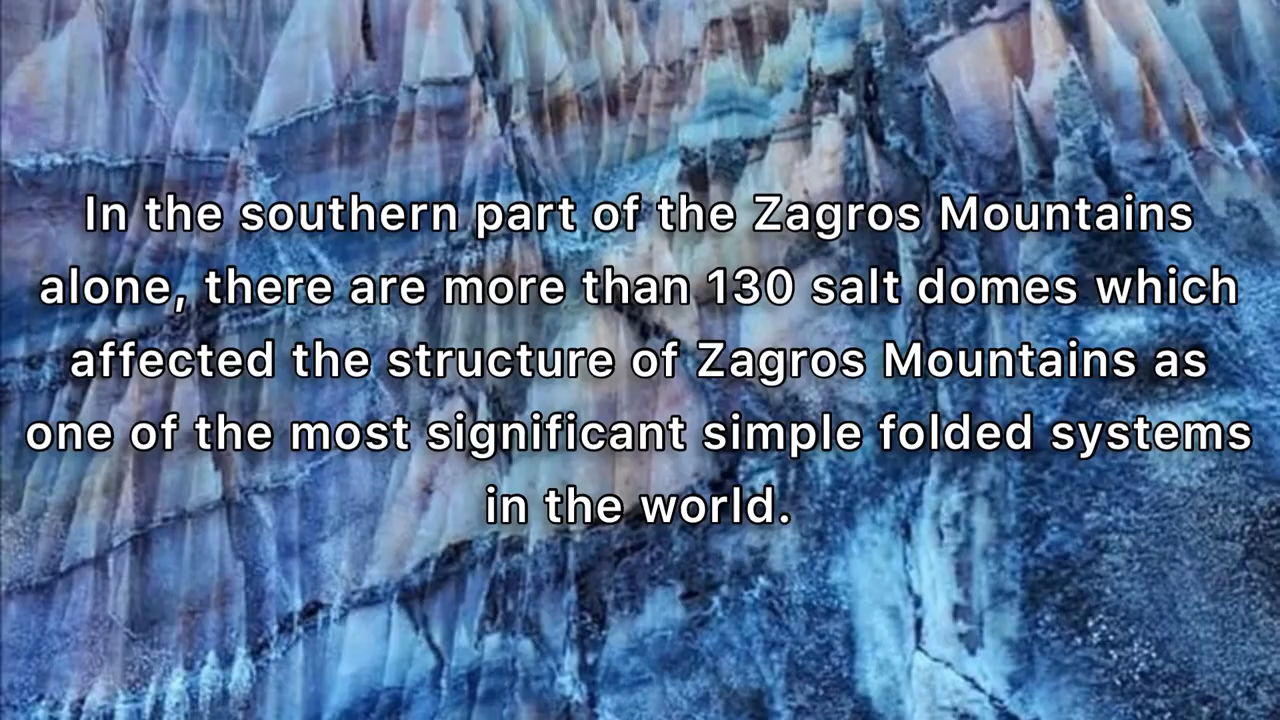 In the southern part of the Zagros Mountains
alone, there are more than 130 salt domes which
affected the structure of Zagros Mountains as
one of the most significant simple folded systems
in the world.